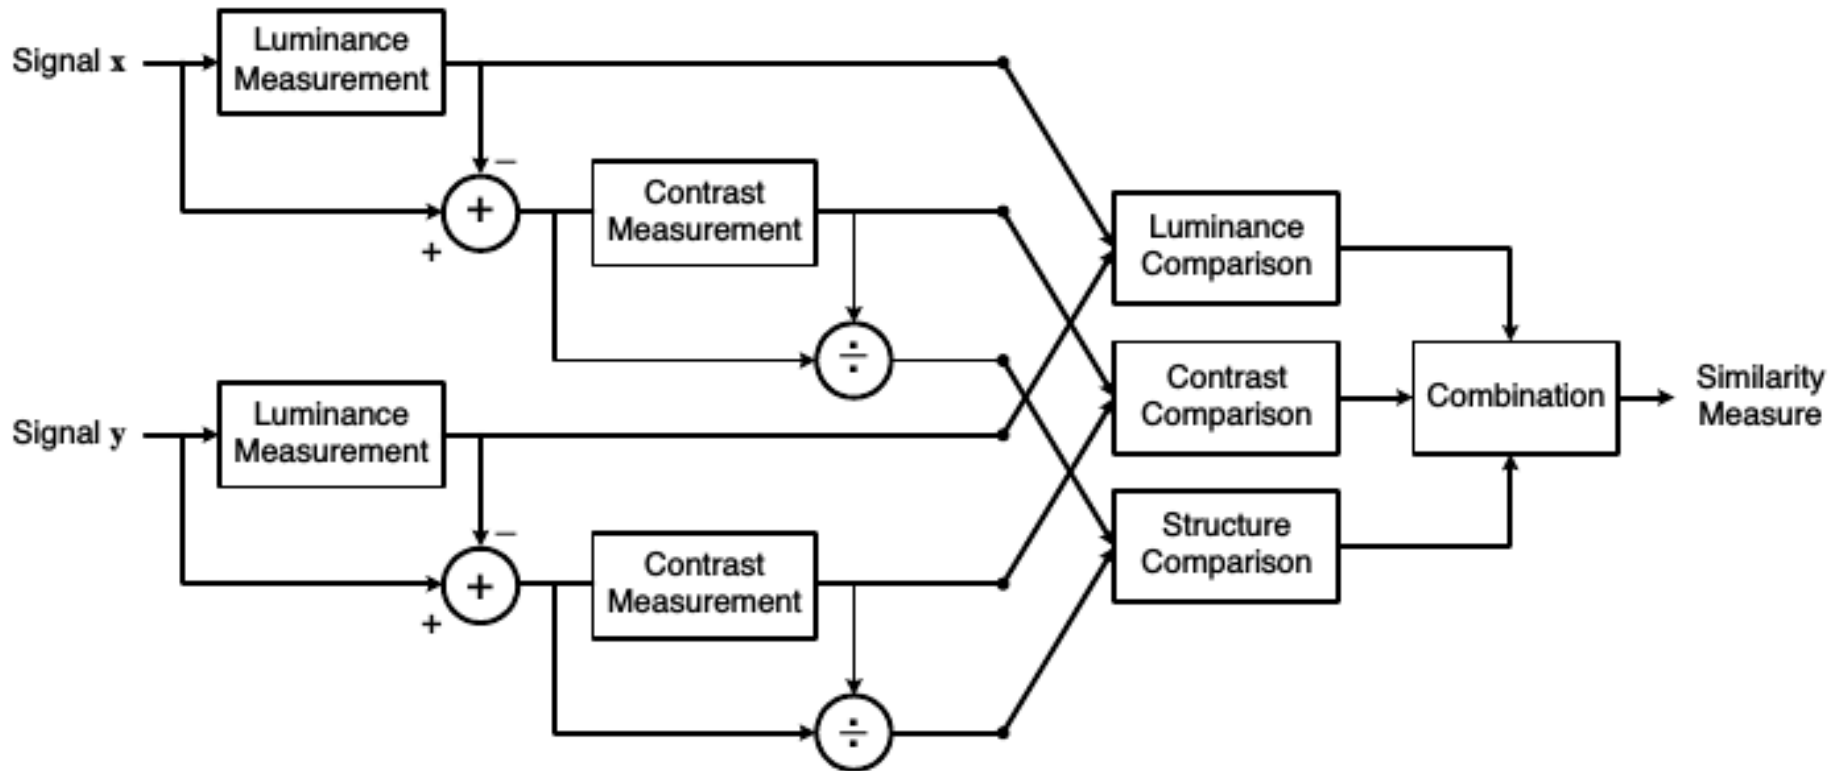 Signal x
Luminance
Measurement
−
+
+
Contrast
Measurement
÷
Signal y
Luminance
Measurement
−
+
+
Contrast
Measurement
÷
Luminance
Comparison
Contrast
Comparison
Structure
Comparison
Combination
Similarity
Measure